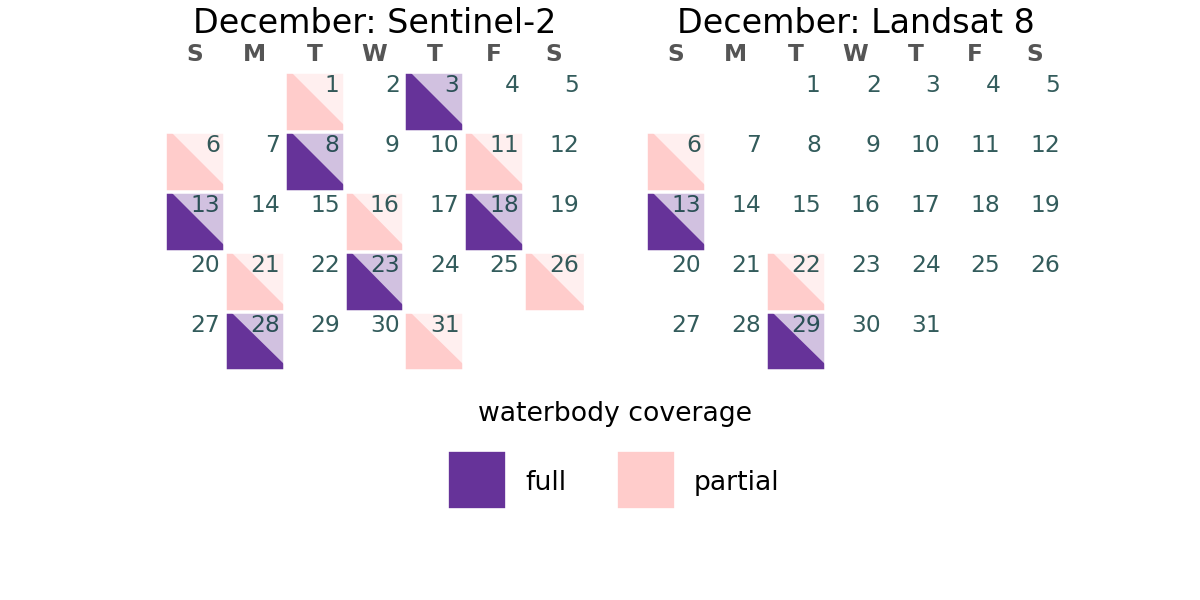 December: Sentinel-2
S M T W T F S
1 2 3 4 5
6 7 8 9 10 11 12
13 14 15 16 17 18 19
20 21 22 23 24 25 26
27 28 29 30 31
December: Landsat 8
S M T W T F S
1 2 3 4 5
6 7 8 9 10 11 12
13 14 15 16 17 18 19
20 21 22 23 24 25 26
27 28 29 30 31
waterbody coverage
full partial